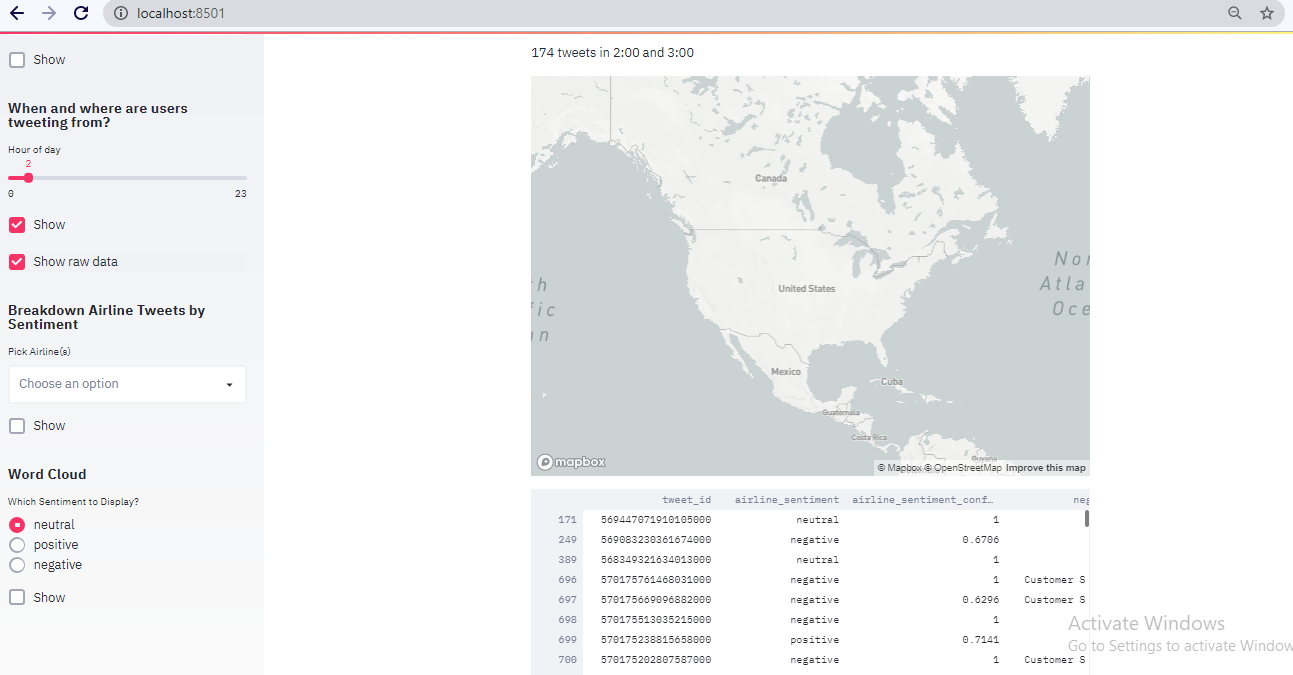 localhost:8501
Show
When and where are users
tweeting from?
Hour of day
2
0
23
Show
Show raw data
Breakdown Airline Tweets by
Sentiment
Pick Airline(s)
Choose an option
Show
Word Cloud
Which Sentiment to Display?
neutral
positive
negative
Show
174 tweets in 2:00 and 3:00
Canada
United States
Mexico
Cuba
Guatemala
Costa Rica
Guyana
h
fic
an
Nor
Atla
Oce
mapbox
© Mapbox © OpenStreetMap Improve this map
tweet_id airline_sentiment airline_sentiment_conf… neg
171 569447071910105000 neutral 1
249 569083230361674000 negative 0.6706
389 568349321634013000 neutral 1
696 570175761468031000 negative 1 Customer S
697 570175669096882000 negative 0.6296 Customer S
698 570175513035215000 negative 1
699 570175238815658000 positive 0.7141
700 570175202807587000 negative 1 Customer S
Activate Windows
Go to Settings to activate Window